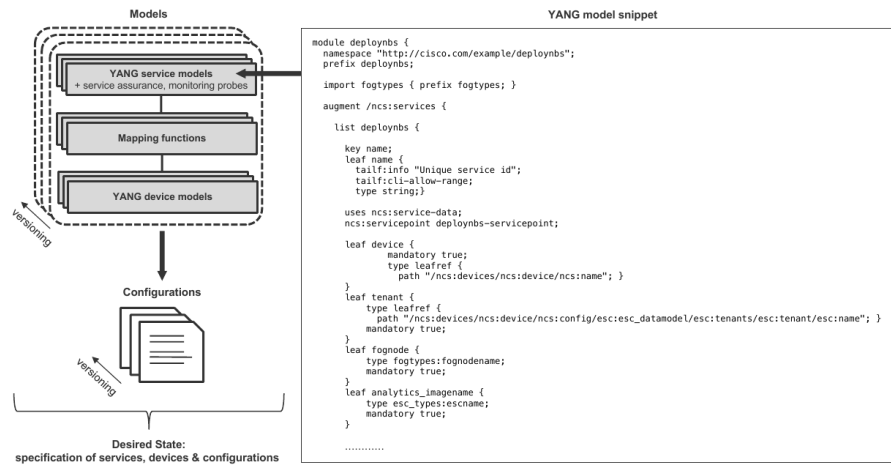 Models
YANG service models
+ service assurance, monitoring probes
Mapping functions
YANG device models
versioning
Configurations
versioning
Desired State:
specification of services, devices & configurations
YANG model snippet
module deploynbs {
namespace "http://cisco.com/example/deploynbs";
prefix deploynbs;
import fogtypes { prefix fogtypes; }
augment /ncs:services {
list deploynbs {
key name;
leaf name {
tailf:info "Unique service id";
tailf:cli-allow-range;
type string;}
uses ncs:service-data;
ncs:servicepoint deploynbs-servicepoint;
leaf device {
mandatory true;
type leafref {
path "/ncs:devices/ncs:device/ncs:name"; }
}
leaf tenant {
type leafref {
path "/ncs:devices/ncs:device/ncs:config/esc:esc_datamodel/esc:tenants/esc:tenant/esc:name"; }
mandatory true;
}
leaf fognode {
type fogtypes:fognodename;
mandatory true;
}
leaf analytics_imagename {
type esc_types:escname;
mandatory true;
}
............